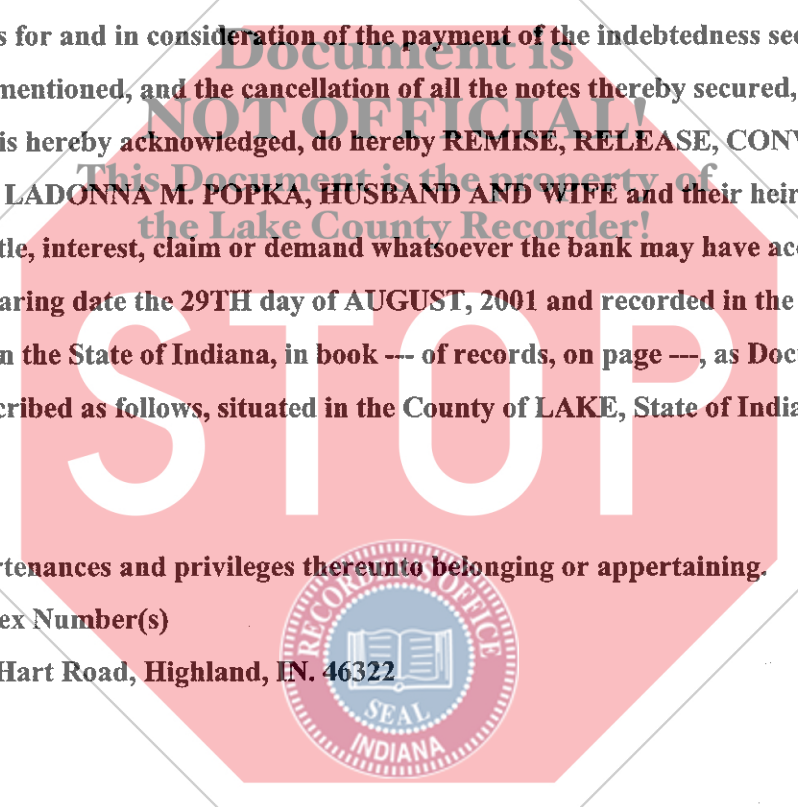 s for and in consideration of the payment of the indebtedness sec
Document is
mentioned, and the cancellation of all the notes thereby secured,
NOT OFFICIAL!
is hereby acknowledged, do hereby REMISE, RELEASE, CONV
This Document is the property of
LADONNA M. POPKA, HUSBAND AND WIFE and their heir
the Lake County Recorder!
tle, interest, claim or demand whatsoever the bank may have acq
aring date the 29TH day of AUGUST, 2001 and recorded in the
n the State of Indiana, in book --- of records, on page ---, as Doc
cribed as follows, situated in the County of LAKE, State of India
STOP
rtenances and privileges thereunto belonging or appertaining.
ex Number(s)
Hart Road, Highland, IN. 46322
RECORDER'S OFFICE
SEAL
INDIANA